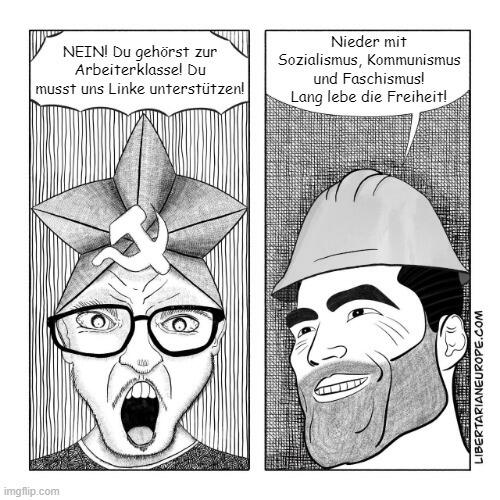 NEIN! Du gehörst zur
Arbeiterklasse! Du
musst uns Linke unterstützen!
Nieder mit
Sozialismus, Kommunismus
und Faschismus!
Lang lebe die Freiheit!
LIBERTARIANEUROPE.COM
imgflip.com